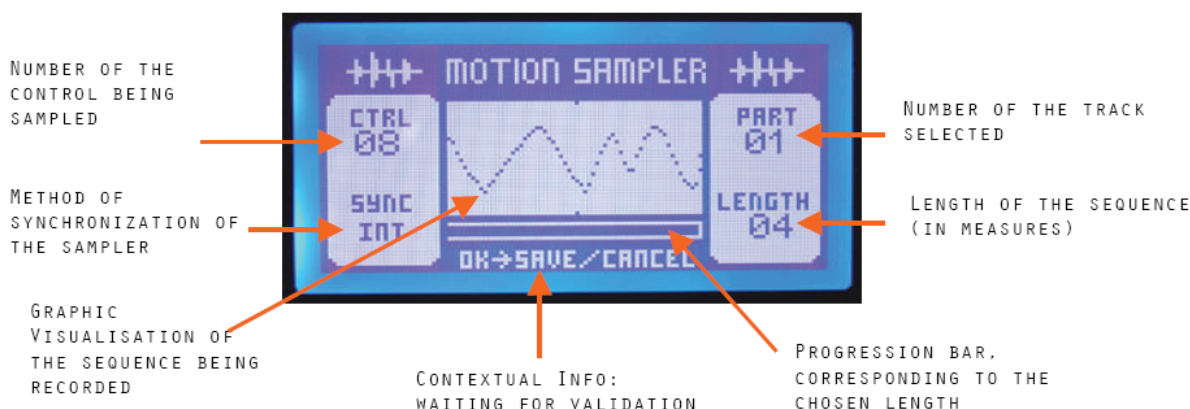 MOTION SAMPLER
NUMBER OF THE
CONTROL BEING
SAMPLED
CTRL
08
PART
01
NUMBER OF THE TRACK
SELECTED
METHOD OF
SYNCHRONIZATION OF
THE SAMPLER
SYNC
INT
LENGTH
04
LENGTH OF THE SEQUENCE
(IN MEASURES)
OK→SAVE/CANCEL
GRAPHIC
VISUALISATION OF
THE SEQUENCE BEING
RECORDED
CONTEXTUAL INFO:
WAITING FOR VALIDATION
PROGRESSION BAR,
CORRESPONDING TO THE
CHOSEN LENGTH